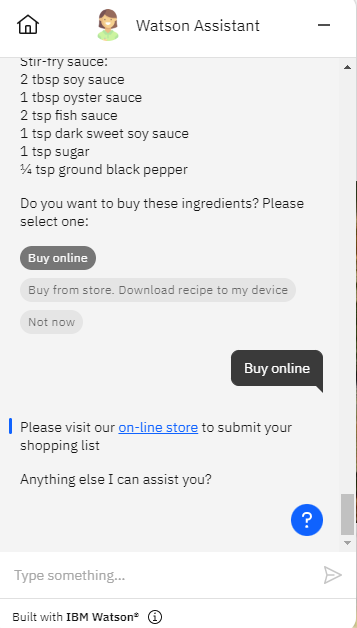 Watson Assistant
Stir-fry sauce:
2 tbsp soy sauce
1 tbsp oyster sauce
2 tsp fish sauce
1 tsp dark sweet soy sauce
1 tsp sugar
¼ tsp ground black pepper
Do you want to buy these ingredients? Please
select one:
Buy online
Buy from store. Download recipe to my device
Not now
Buy online
Please visit our on-line store to submit your
shopping list
Anything else I can assist you?
?
Type something...
Built with IBM Watson®